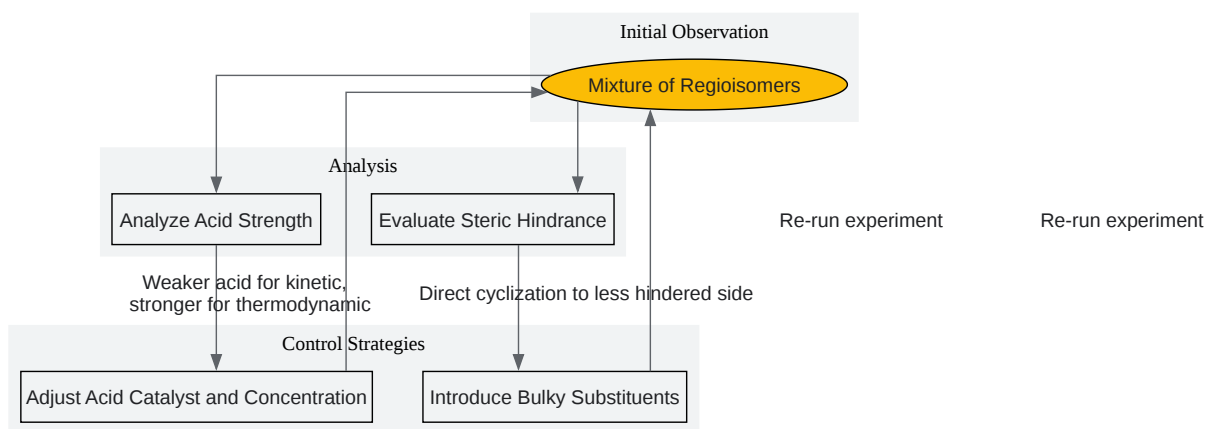 Initial Observation
Mixture of Regioisomers
Analysis
Analyze Acid Strength
Evaluate Steric Hindrance
Re-run experiment
Re-run experiment
Weaker acid for kinetic,
stronger for thermodynamic
Direct cyclization to less hindered side
Control Strategies
Adjust Acid Catalyst and Concentration
Introduce Bulky Substituents